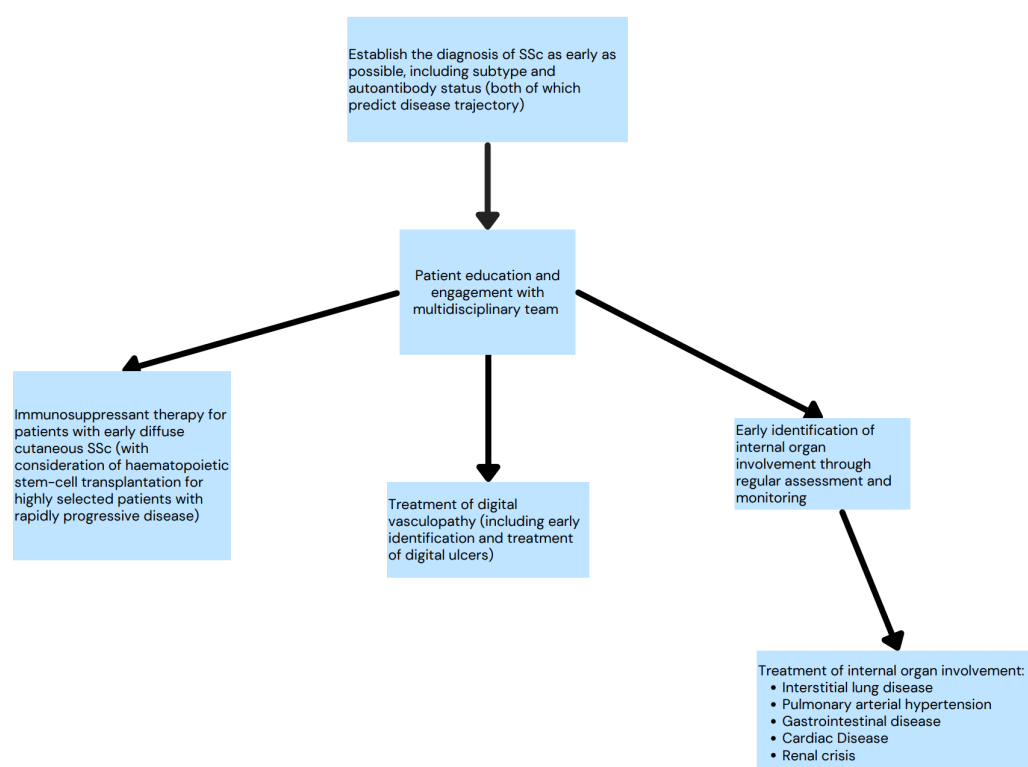 Establish the diagnosis of SSc as early as
possible, including subtype and
autoantibody status (both of which
predict disease trajectory)
Patient education and
engagement with
multidisciplinary team
Immunosuppressant therapy for
patients with early diffuse
cutaneous SSc (with
consideration of haematopoietic
stem-cell transplantation for
highly selected patients with
rapidly progressive disease)
Treatment of digital
vasculopathy (including early
identification and treatment
of digital ulcers)
Early identification of
internal organ
involvement through
regular assessment and
monitoring
Treatment of internal organ involvement:
• Interstitial lung disease
• Pulmonary arterial hypertension
• Gastrointestinal disease
• Cardiac Disease
• Renal crisis